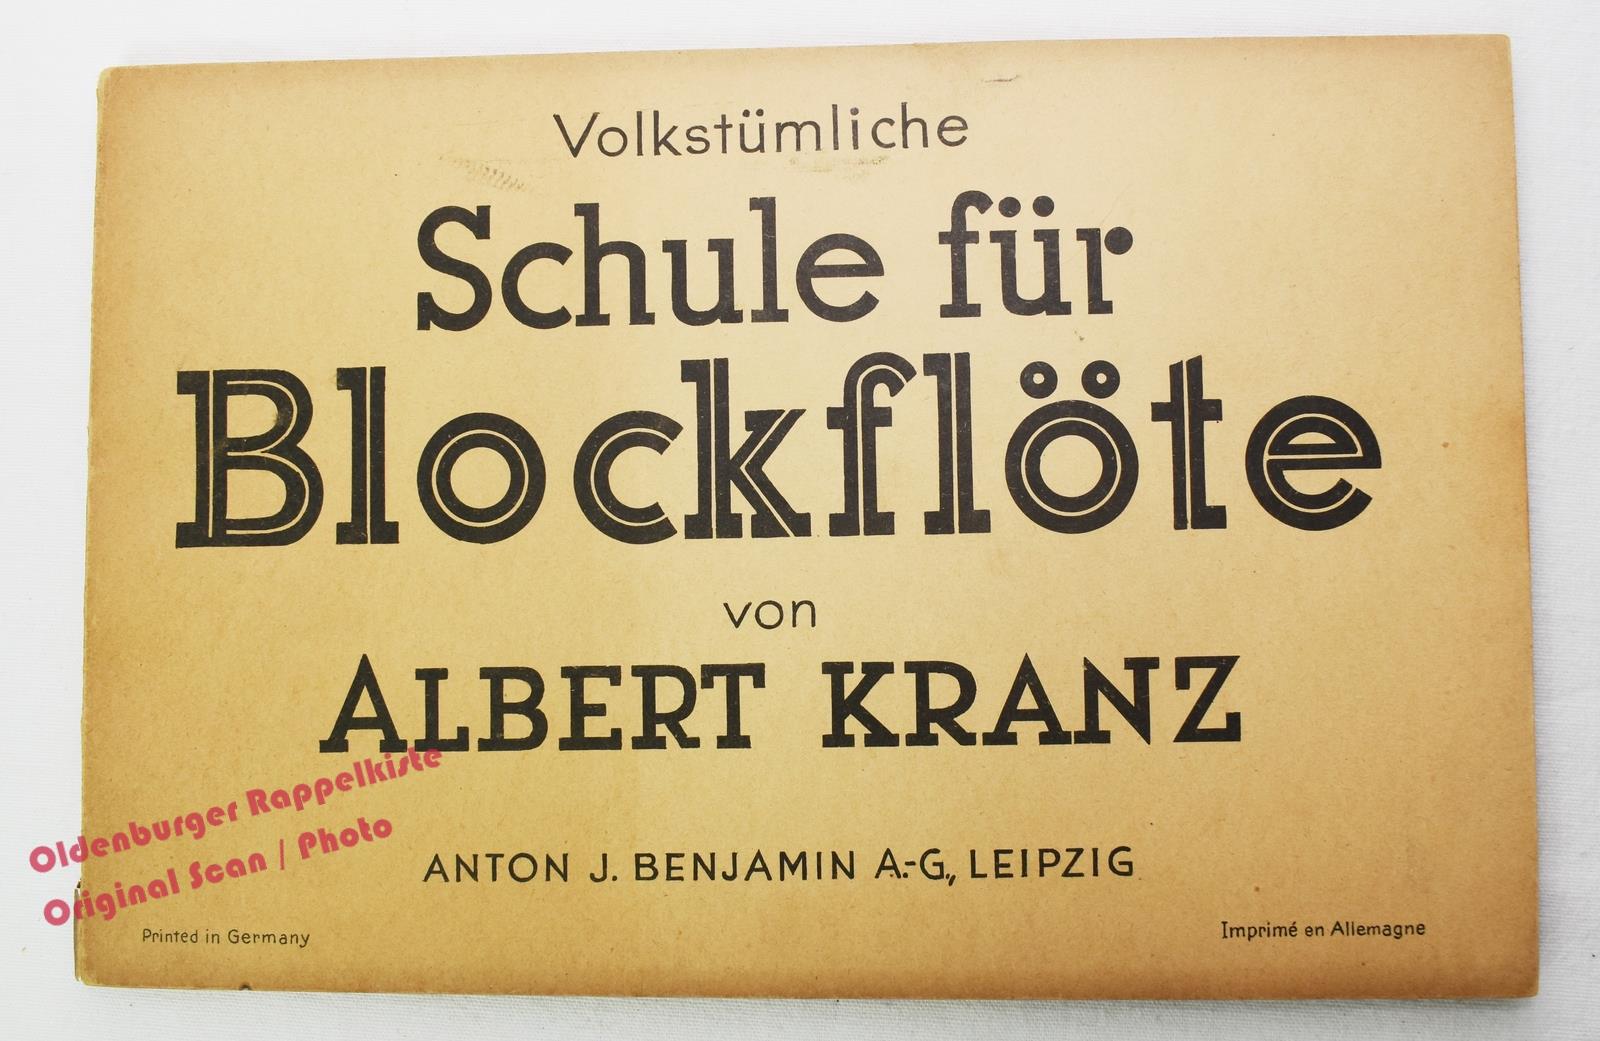 Volkstümliche
Schule für
Blockflöte
von
ALBERT KRANZ
Oldenburger Rappelkiste
Original Scan / Photo
ANTON J. BENJAMIN A.-G., LEIPZIG
Printed in Germany
Imprimé en Allemagne